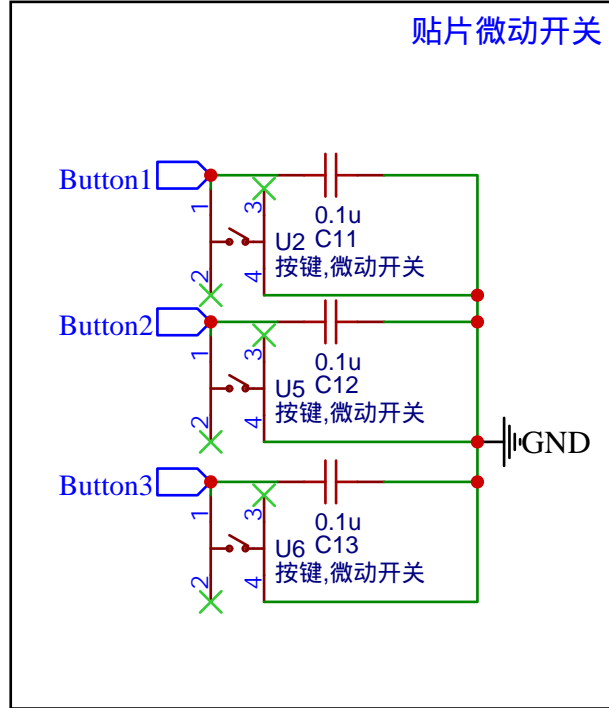 贴片微动开关
Button1
1
2
3
4
0.1u
U2 C11
按键,微动开关
Button2
1
2
3
4
0.1u
U5 C12
按键,微动开关
GND
Button3
1
2
3
4
0.1u
U6 C13
按键,微动开关